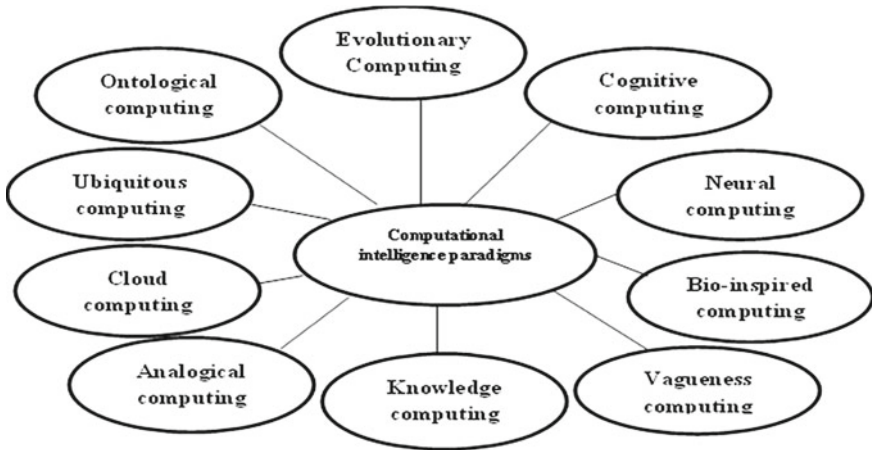 Evolutionary
Computing
Ontological
computing
Cognitive
computing
Ubiquitous
computing
Neural
computing
Computational
intelligence paradigms
Cloud
computing
Bio-inspired
computing
Analogical
computing
Knowledge
computing
Vagueness
computing